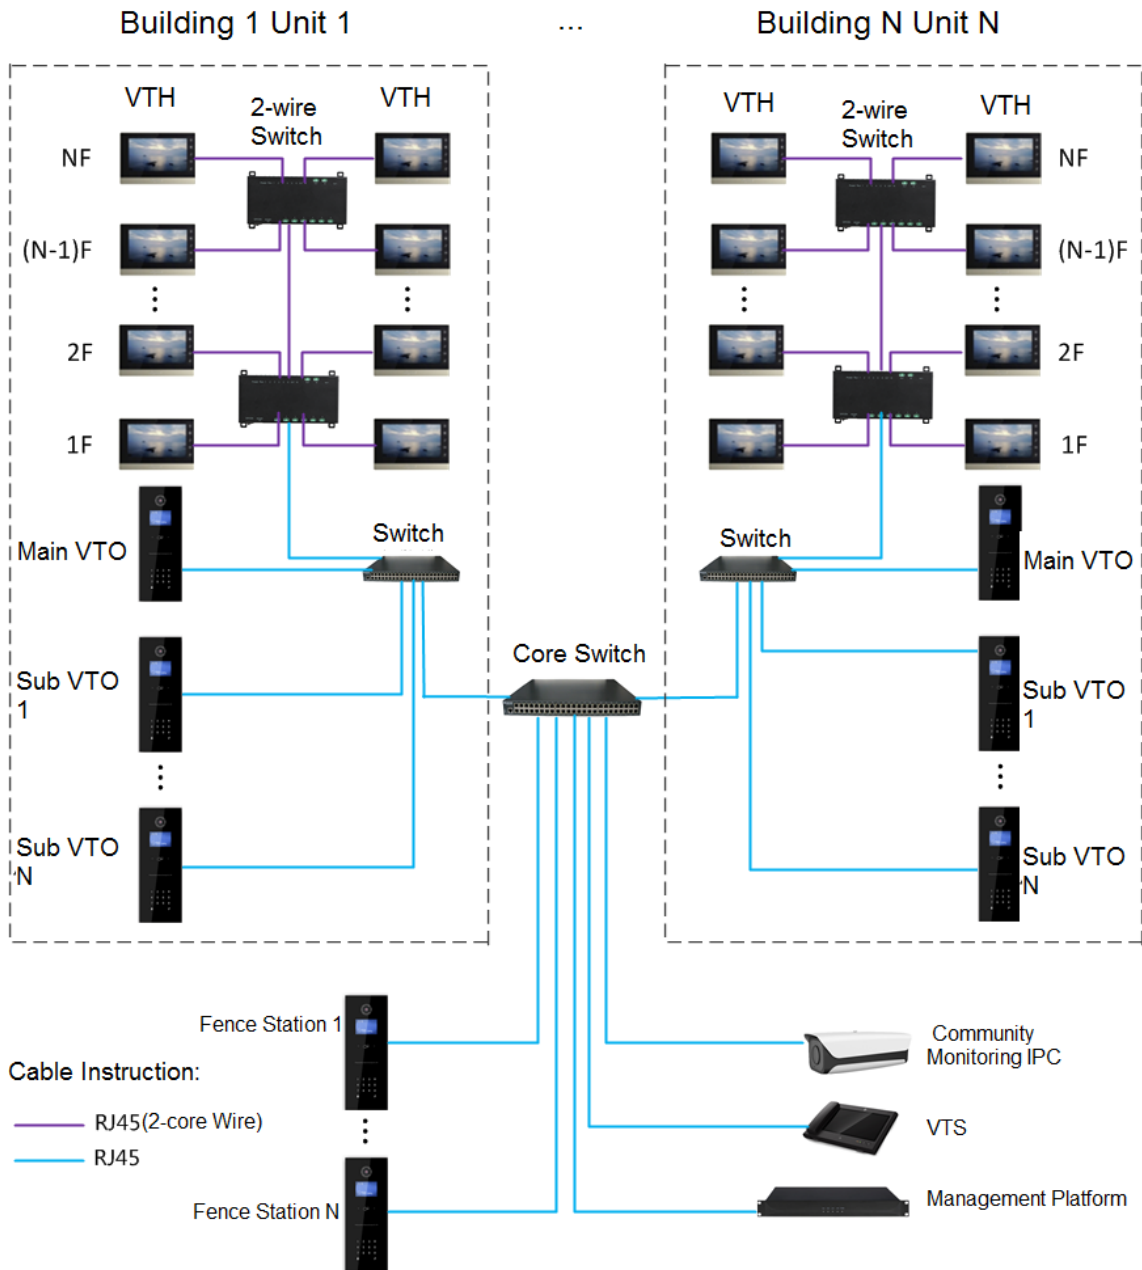 Building 1 Unit 1
...
Building N Unit N
VTH
2-wire
Switch
VTH
VTH
2-wire
Switch
VTH
NF
NF
(N-1)F
(N-1)F
2F
2F
1F
1F
Main VTO
Switch
Switch
Main VTO
Sub VTO
1
Core Switch
Sub VTO
1
Sub VTO
N
Sub VTO
N
Fence Station 1
Community
Monitoring IPC
Cable Instruction:
RJ45(2-core Wire)
RJ45
VTS
Fence Station N
Management Platform